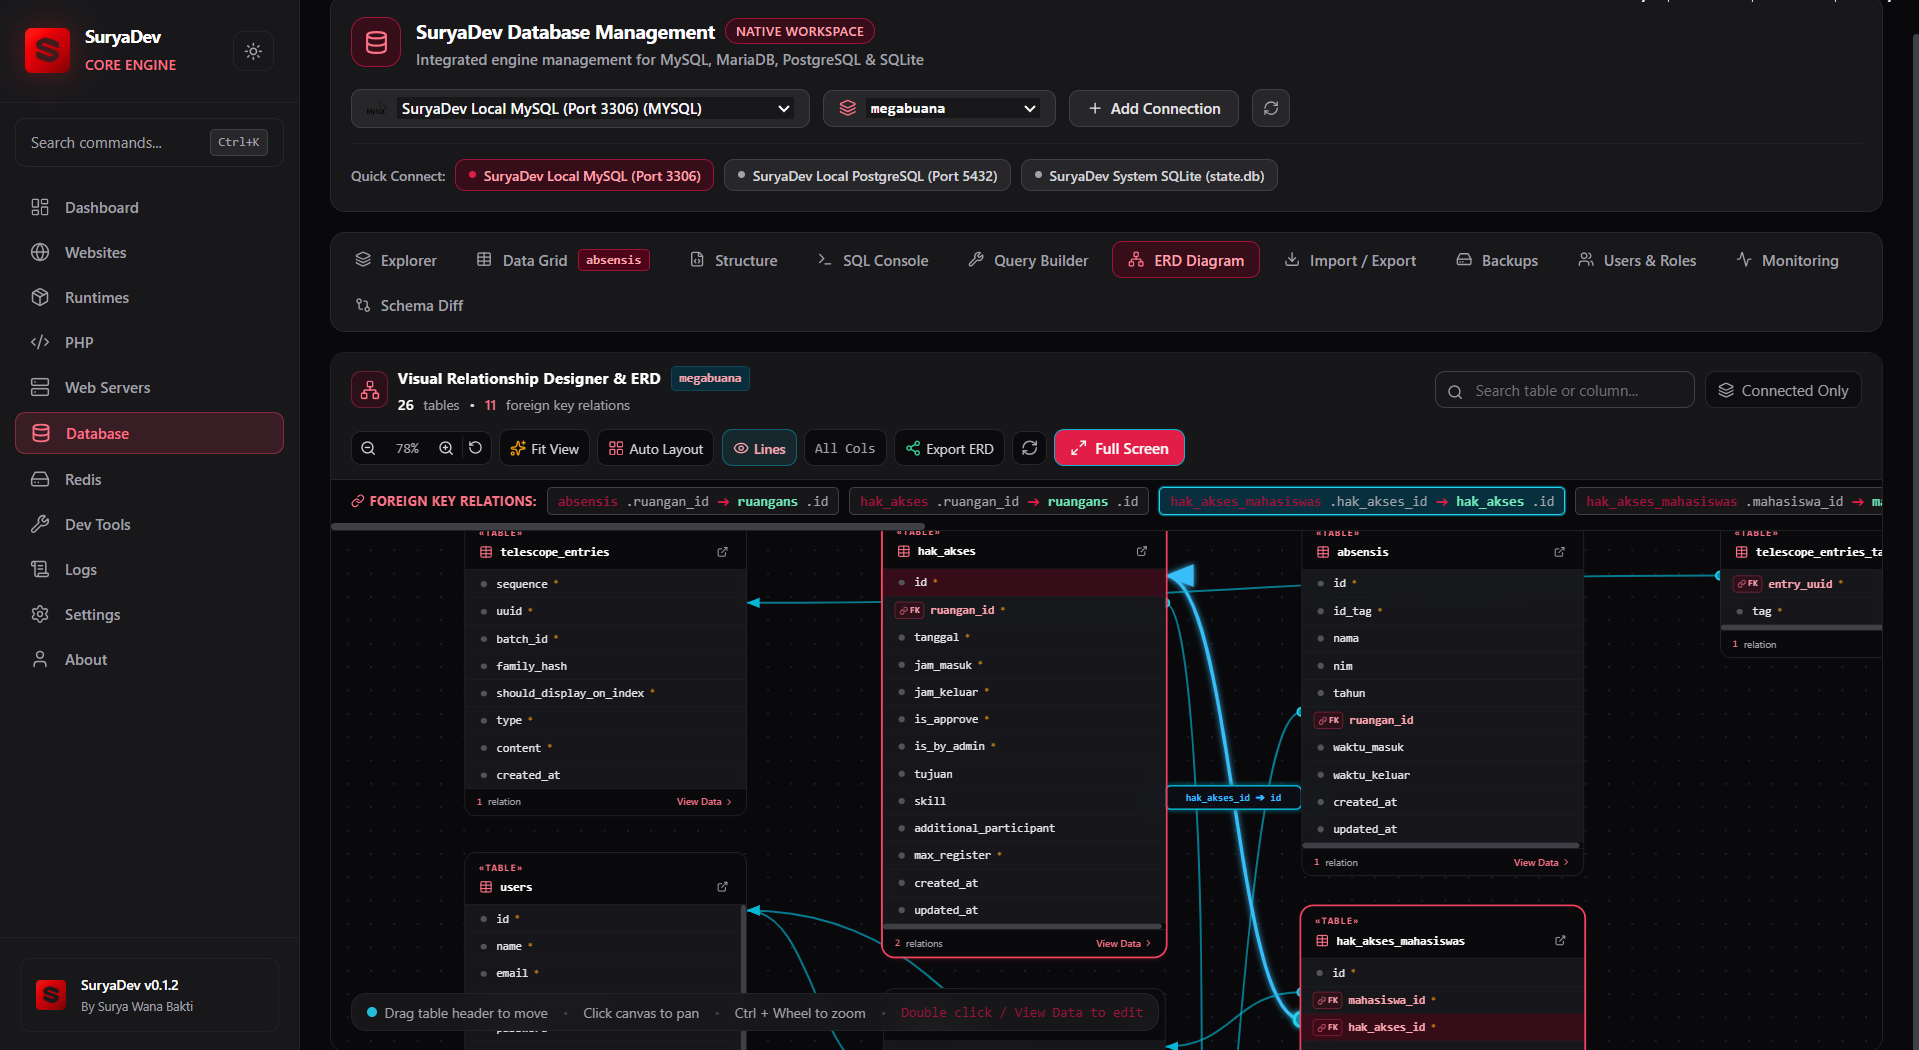 SuryaDev
CORE ENGINE
Search commands... Ctrl+K
Dashboard
Websites
Runtimes
PHP
Web Servers
Database
Redis
Dev Tools
Logs
Settings
About
SuryaDev v0.1.2
By Surya Wana Bakti
SuryaDev Database Management NATIVE WORKSPACE
Integrated engine management for MySQL, MariaDB, PostgreSQL & SQLite
MySQL SuryaDev Local MySQL (Port 3306) (MYSQL) megabuana + Add Connection
Quick Connect: SuryaDev Local MySQL (Port 3306) SuryaDev Local PostgreSQL (Port 5432) SuryaDev System SQLite (state.db)
Explorer Data Grid absensis Structure SQL Console Query Builder ERD Diagram Import / Export Backups Users & Roles Monitoring
Schema Diff
Visual Relationship Designer & ERD megabuana
26 tables • 11 foreign key relations
Search table or column... Connected Only
78% Fit View Auto Layout Lines All Cols Export ERD Full Screen
FOREIGN KEY RELATIONS: absensis .ruangan_id → ruangans .id hak_akses .ruangan_id → ruangans .id hak_akses_mahasiswas .hak_akses_id → hak_akses .id hak_akses_mahasiswas .mahasiswa_id →
«TABLE»
telescope_entries
sequence *
uuid *
batch_id *
family_hash
should_display_on_index *
type *
content *
created_at
1 relation View Data >
«TABLE»
users
id *
name *
email *
password
«TABLE»
hak_akses
id *
FK ruangan_id *
tanggal *
jam_masuk *
jam_keluar *
is_approve *
is_by_admin *
tujuan
skill
additional_participant
max_register *
created_at
updated_at
2 relations View Data >
hak_akses_id → id
«TABLE»
absensis
id *
id_tag *
nama
nim
tahun
FK ruangan_id
waktu_masuk
waktu_keluar
created_at
updated_at
1 relation View Data >
«TABLE»
hak_akses_mahasiswas
id *
FK mahasiswa_id *
FK hak_akses_id *
«TABLE»
telescope_entries_ta
FK entry_uuid *
tag *
1 relation
Drag table header to move • Click canvas to pan • Ctrl + Wheel to zoom • Double click / View Data to edit